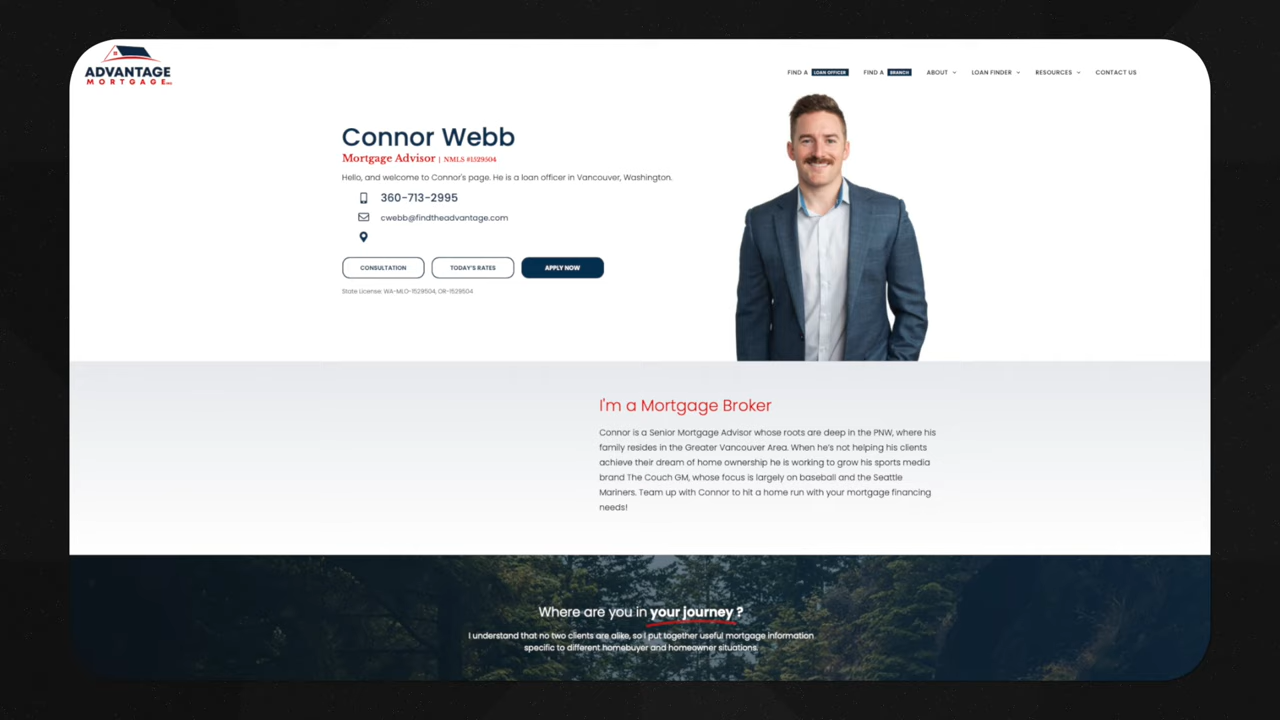 ADVANTAGE
MORTGAGE
FIND A LOAN OFFICER FIND A BRANCH ABOUT LOAN FINDER RESOURCES CONTACT US
Connor Webb
Mortgage Advisor | NMLS #1529504
Hello, and welcome to Connor's page. He is a loan officer in Vancouver, Washington.
360-713-2995
cwebb@findtheadvantage.com
CONSULTATION TODAY'S RATES APPLY NOW
State License: WA-MLO-1529504, OR-1529504
I'm a Mortgage Broker
Connor is a Senior Mortgage Advisor whose roots are deep in the PNW, where his
family resides in the Greater Vancouver Area. When he's not helping his clients
achieve their dream of home ownership he is working to grow his sports media
brand The Couch GM, whose focus is largely on baseball and the Seattle
Mariners. Team up with Connor to hit a home run with your mortgage financing
needs!
Where are you in your journey ?
I understand that no two clients are alike, so I put together useful mortgage information
specific to different homebuyer and homeowner situations.